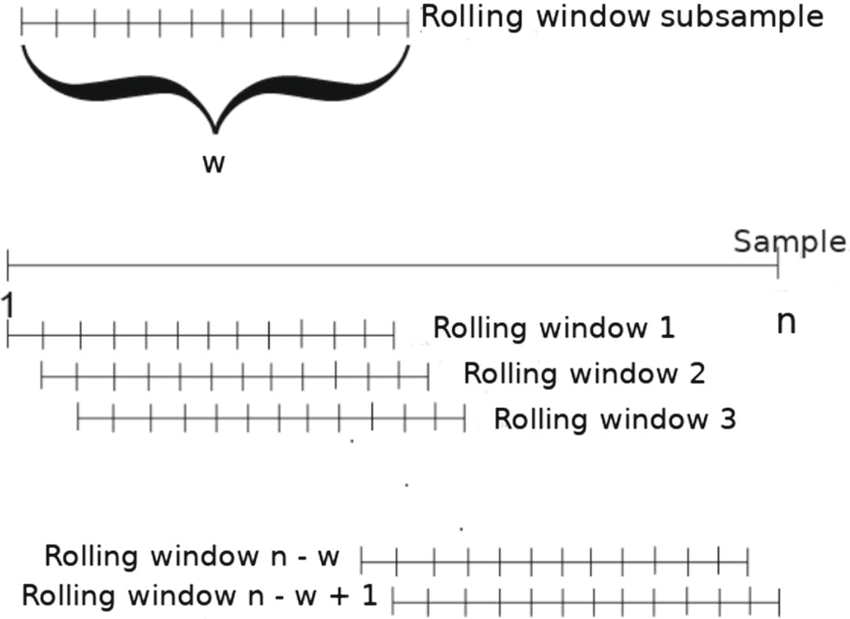 Rolling window subsample
w
Sample
1
n
Rolling window 1
Rolling window 2
Rolling window 3
Rolling window n - w
Rolling window n - w + 1